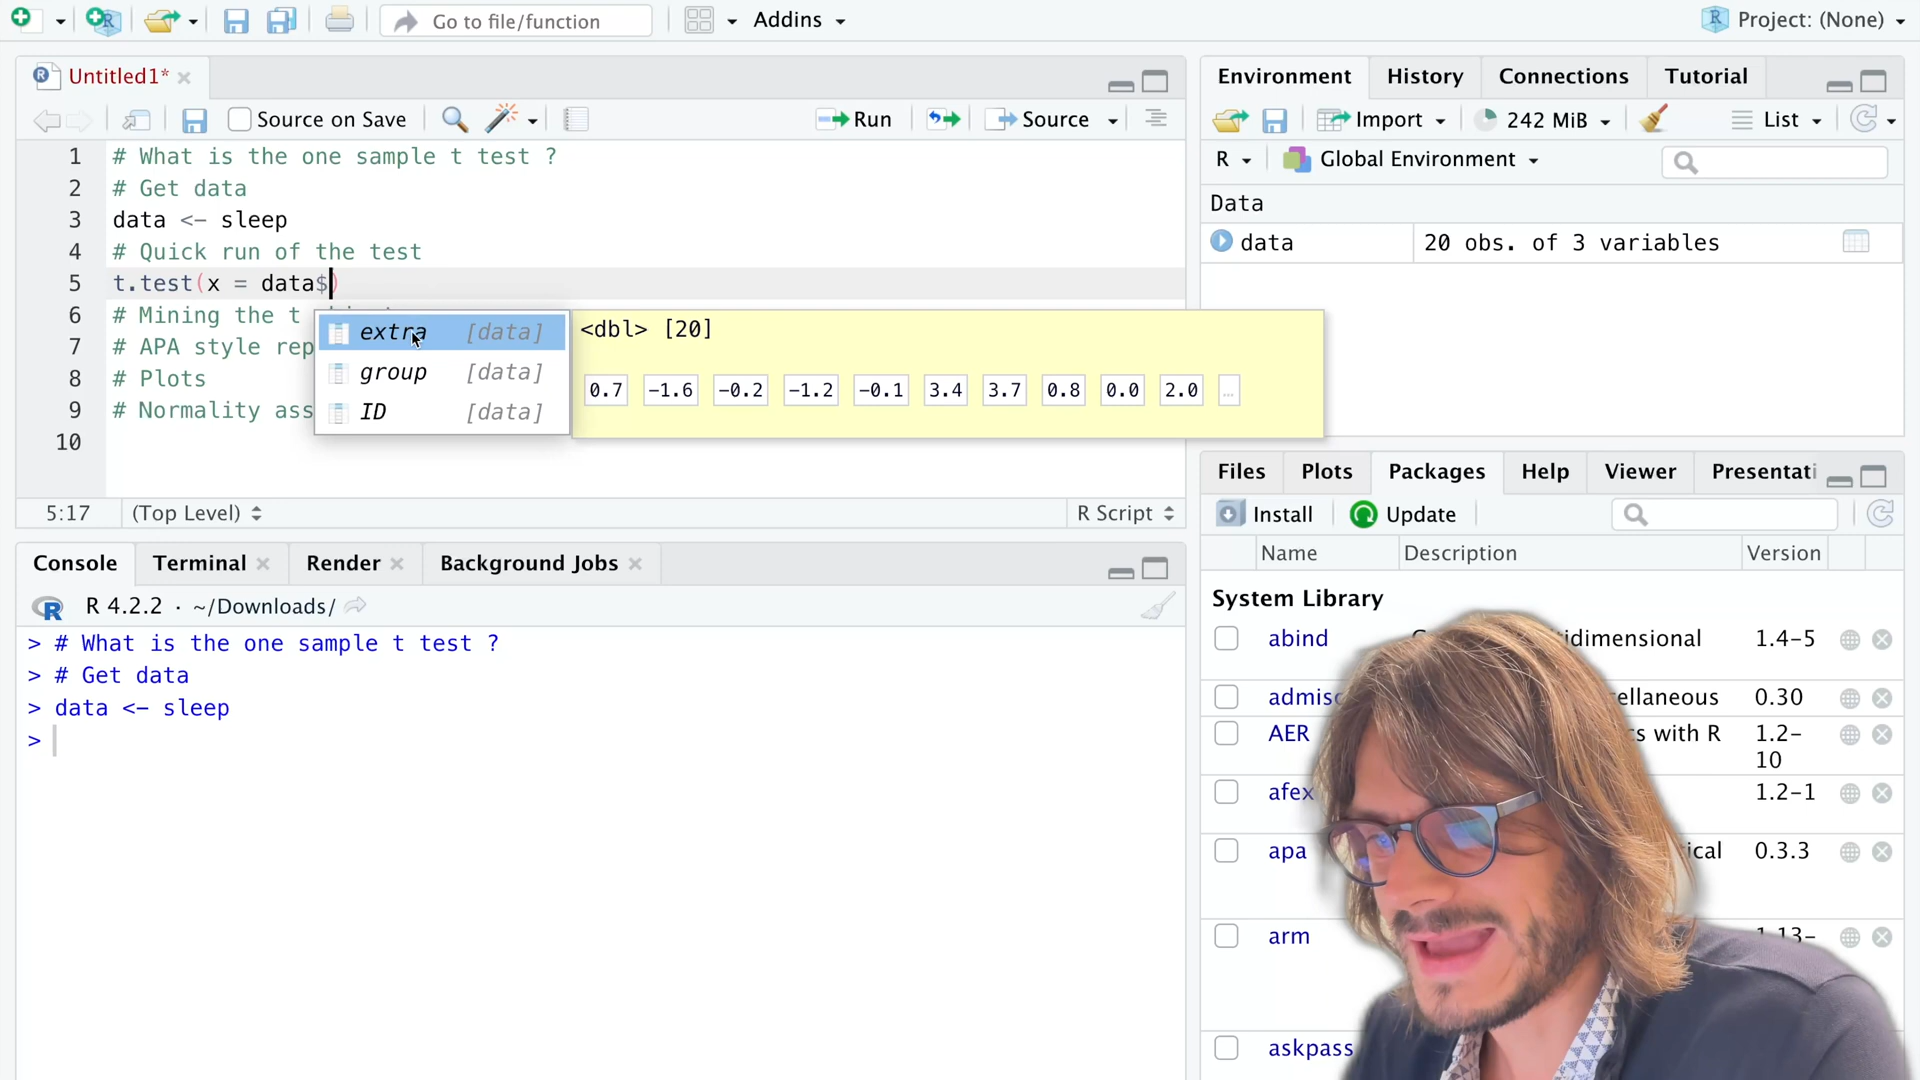 Go to file/function
Addins
Project: (None)
Untitled1*
Source on Save
Run
Source
1 # What is the one sample t test ?
2 # Get data
3 data <- sleep
4 # Quick run of the test
5 t.test(x = data$)
6 # Mining the t
7 # APA style rep
8 # Plots
9 # Normality ass
10
extra [data]
group [data]
ID [data]
<dbl> [20]
0.7 -1.6 -0.2 -1.2 -0.1 3.4 3.7 0.8 0.0 2.0 ...
5:17 (Top Level) R Script
Console Terminal Render Background Jobs
R 4.2.2 · ~/Downloads/
> # What is the one sample t test ?
> # Get data
> data <- sleep
>
Environment History Connections Tutorial
Import 242 MiB List
R Global Environment
Data
data 20 obs. of 3 variables
Files Plots Packages Help Viewer Presentati
Install Update
Name Description Version
System Library
abind idimensional 1.4-5
admisc ellaneous 0.30
AER s with R 1.2-10
afex 1.2-1
apa ical 0.3.3
arm 1.13-
askpass